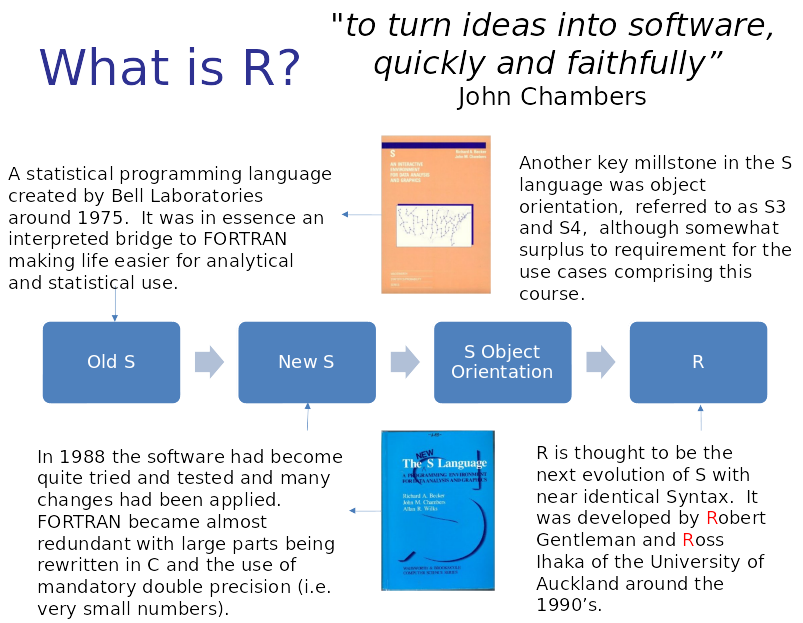 What is R?
"to turn ideas into software,
quickly and faithfully”
John Chambers
A statistical programming language
created by Bell Laboratories
around 1975.  It was in essence an
interpreted bridge to FORTRAN
making life easier for analytical
and statistical use.
S
AN INTERACTIVE
ENVIRONMENT
FOR DATA ANALYSIS
AND GRAPHICS
Richard A. Becker
John M. Chambers
Another key millstone in the S
language was object
orientation,  referred to as S3
and S4,  although somewhat
surplus to requirement for the
use cases comprising this
course.
Old S
New S
S Object
Orientation
R
In 1988 the software had become
quite tried and tested and many
changes had been applied.
FORTRAN became almost
redundant with large parts being
rewritten in C and the use of
mandatory double precision (i.e.
very small numbers).
NEW
The S Language
A PROGRAMMING ENVIRONMENT
FOR DATA ANALYSIS AND GRAPHICS
Richard A. Becker
John M. Chambers
Allan R. Wilks
WADSWORTH & BROOKS/COLE
COMPUTER SCIENCE SERIES
R is thought to be the
next evolution of S with
near identical Syntax.  It
was developed by Robert
Gentleman and Ross
Ihaka of the University of
Auckland around the
1990’s.